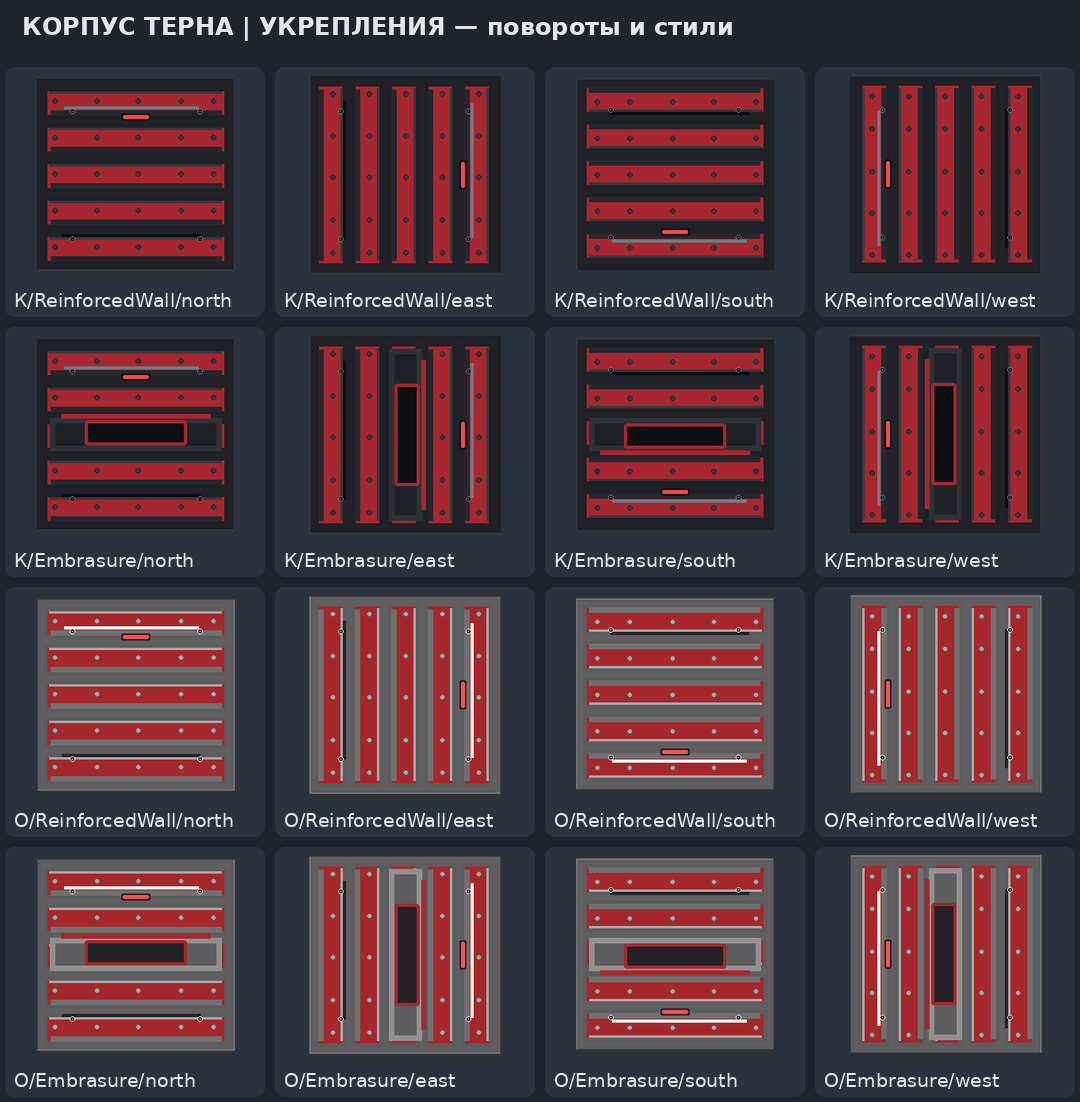 КОРПУС ТЕРНА | УКРЕПЛЕНИЯ — повороты и стили
K/ReinforcedWall/north
K/ReinforcedWall/east
K/ReinforcedWall/south
K/ReinforcedWall/west
K/Embrasure/north
K/Embrasure/east
K/Embrasure/south
K/Embrasure/west
O/ReinforcedWall/north
O/ReinforcedWall/east
O/ReinforcedWall/south
O/ReinforcedWall/west
O/Embrasure/north
O/Embrasure/east
O/Embrasure/south
O/Embrasure/west